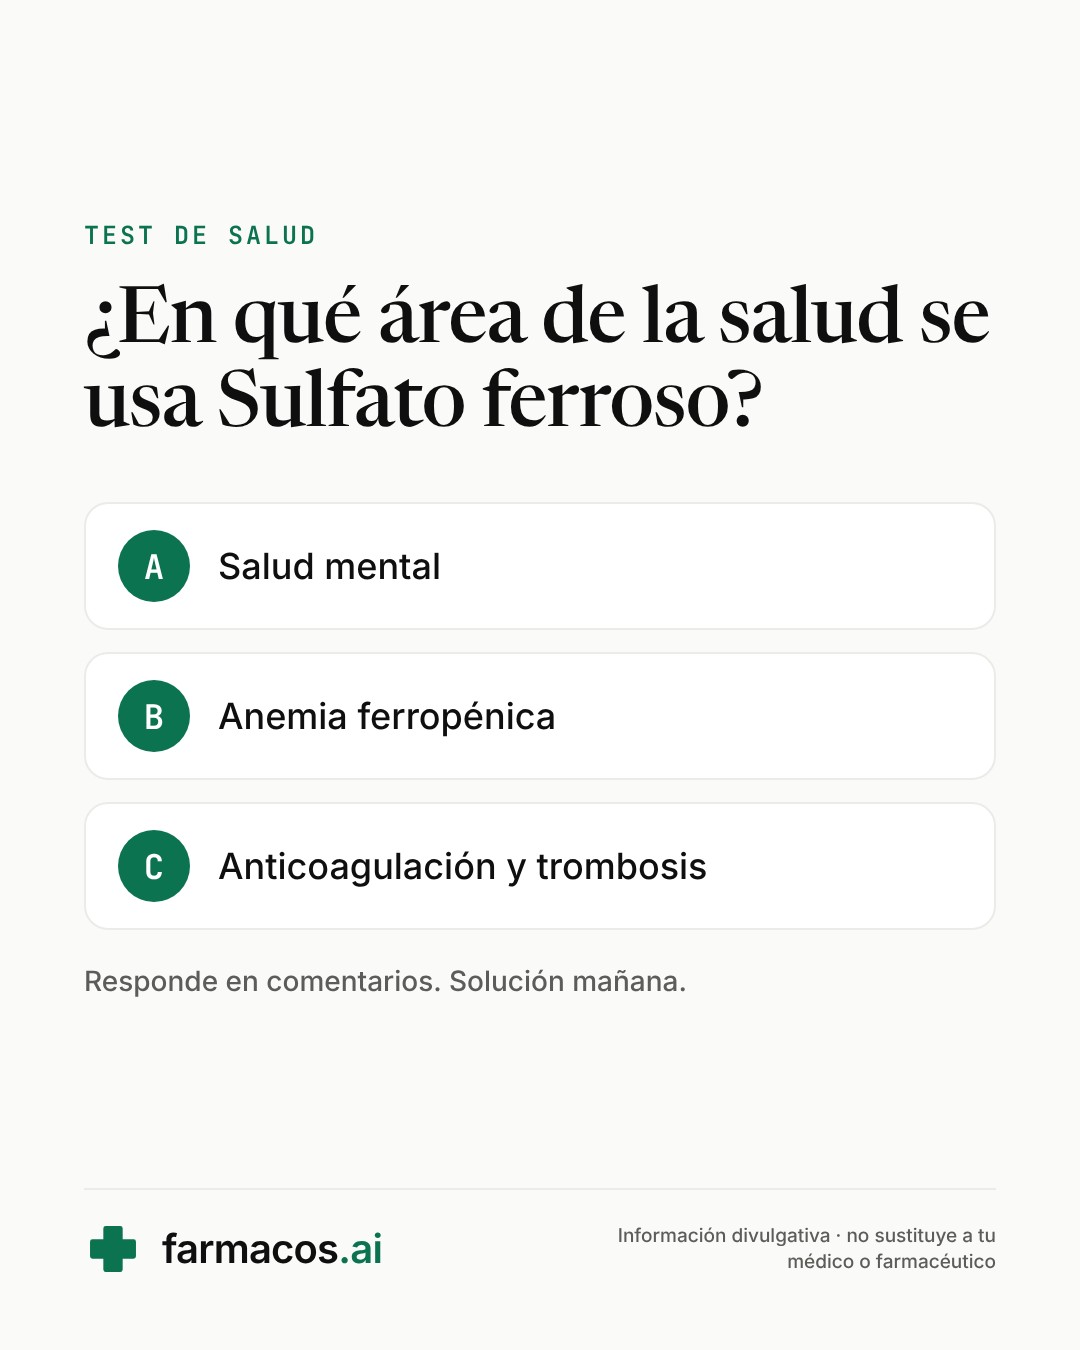 TEST DE SALUD
¿En qué área de la salud se
usa Sulfato ferroso?
A Salud mental
B Anemia ferropénica
C Anticoagulación y trombosis
Responde en comentarios. Solución mañana.
farmacos.ai
Información divulgativa · no sustituye a tu
médico o farmacéutico